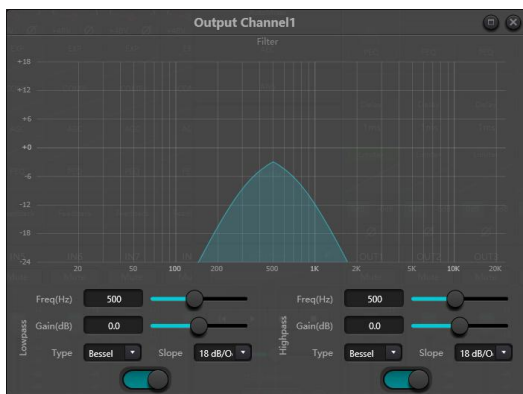 Output Channel1
Filter
+18
+12
+6
+0
-6
-12
-18
-24
20 50 100 200 500 1K 2K 5K 10K 20K
Lowpass
Freq(Hz) 500
Gain(dB) 0.0
Type Bessel Slope 18 dB/O
Highpass
Freq(Hz) 500
Gain(dB) 0.0
Type Bessel Slope 18 dB/O